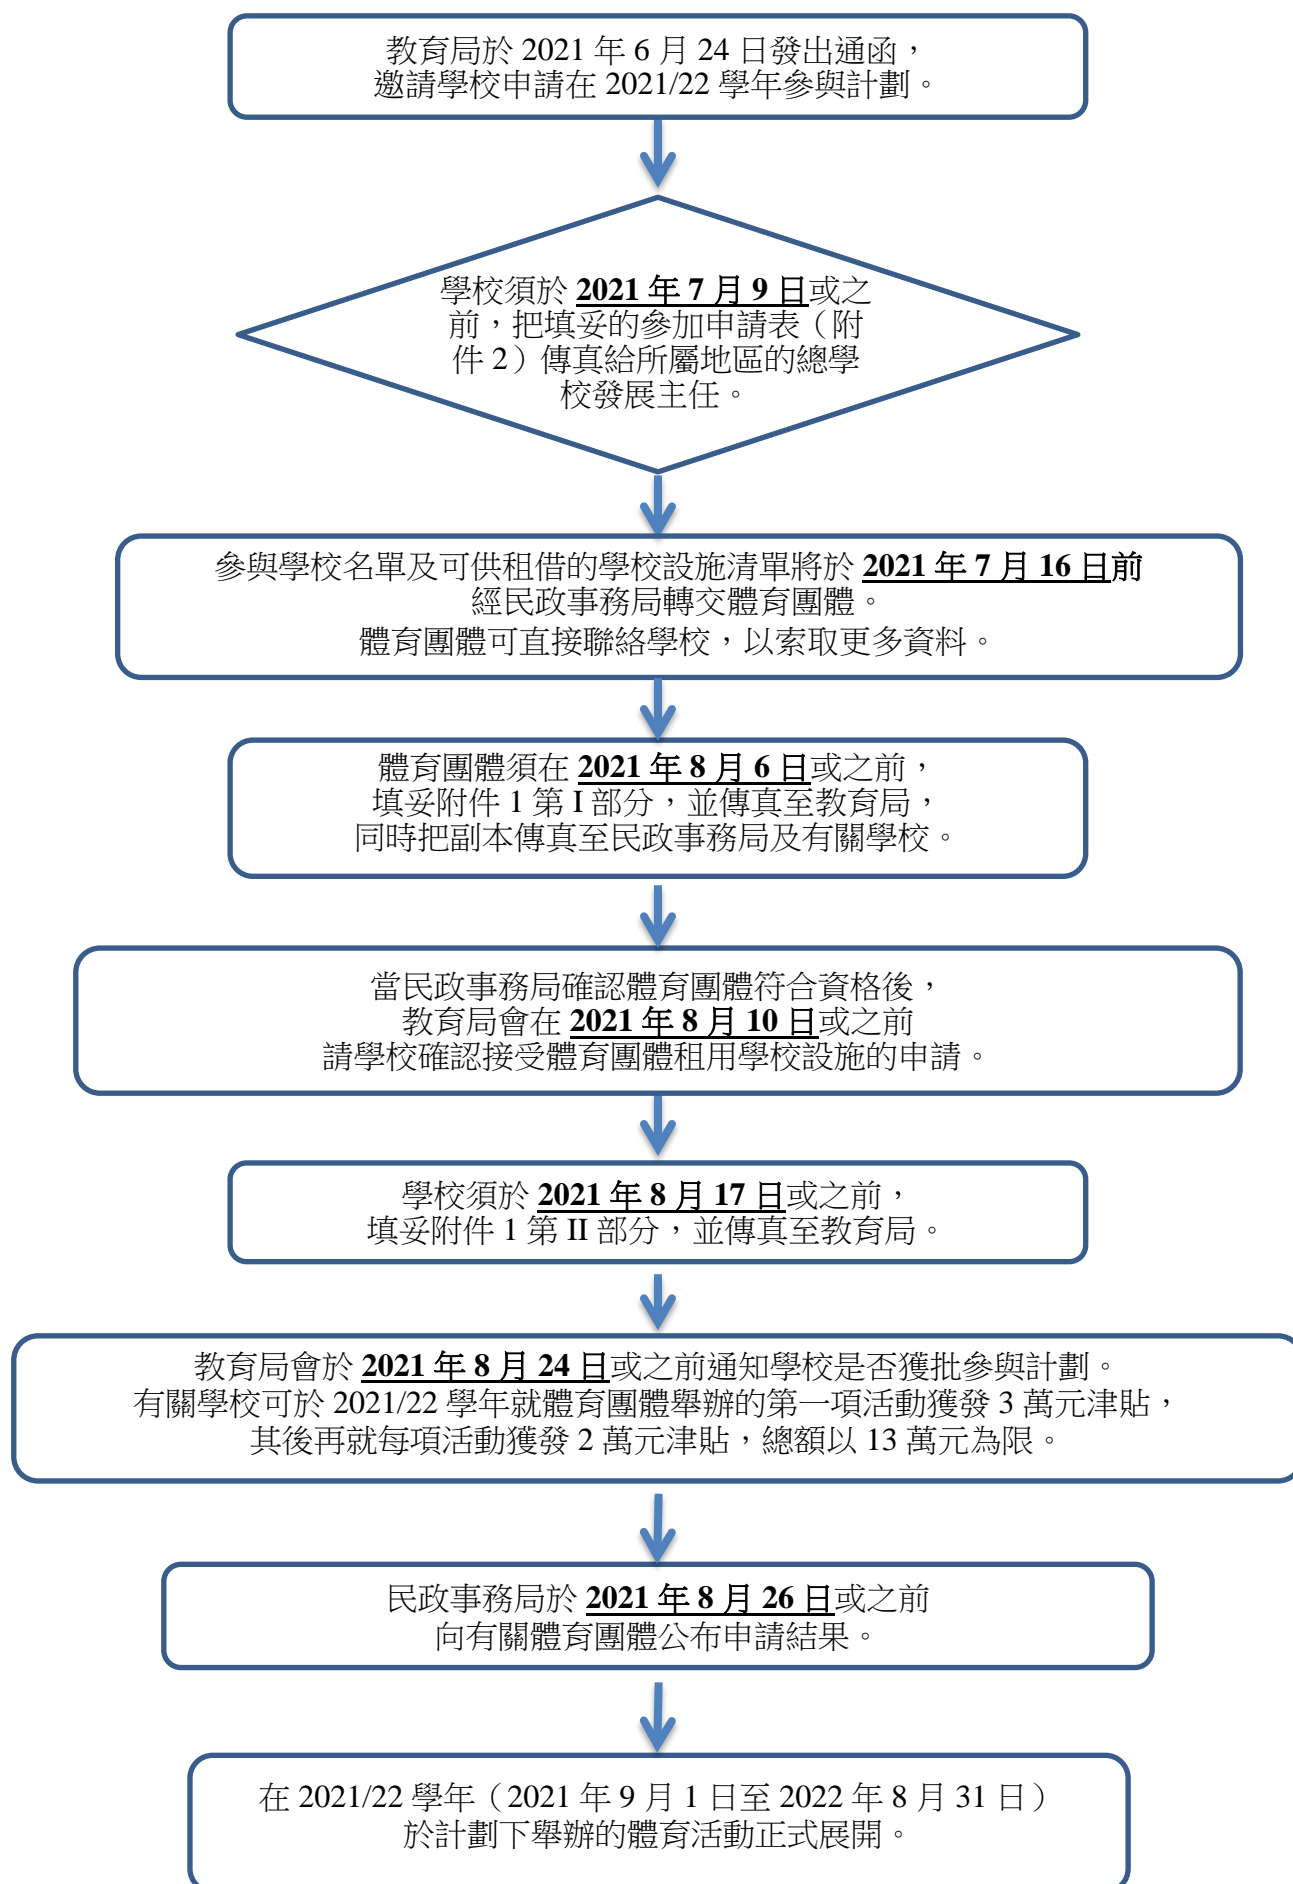 教育局於 2021 年 6 月 24 日發出通函，
邀請學校申請在 2021/22 學年參與計劃。
學校須於 2021 年 7 月 9 日或之
前，把填妥的參加申請表（附
件 2）傳真給所屬地區的總學
校發展主任。
參與學校名單及可供租借的學校設施清單將於 2021 年 7 月 16 日前
經民政事務局轉交體育團體。
體育團體可直接聯絡學校，以索取更多資料。
體育團體須在 2021 年 8 月 6 日或之前，
填妥附件 1 第 I 部分，並傳真至教育局，
同時把副本傳真至民政事務局及有關學校。
當民政事務局確認體育團體符合資格後，
教育局會在 2021 年 8 月 10 日或之前
請學校確認接受體育團體租用學校設施的申請。
學校須於 2021 年 8 月 17 日或之前，
填妥附件 1 第 II 部分，並傳真至教育局。
教育局會於 2021 年 8 月 24 日或之前通知學校是否獲批參與計劃。
有關學校可於 2021/22 學年就體育團體舉辦的第一項活動獲發 3 萬元津貼，
其後再就每項活動獲發 2 萬元津貼，總額以 13 萬元為限。
民政事務局於 2021 年 8 月 26 日或之前
向有關體育團體公布申請結果。
在 2021/22 學年（2021 年 9 月 1 日至 2022 年 8 月 31 日）
於計劃下舉辦的體育活動正式展開。